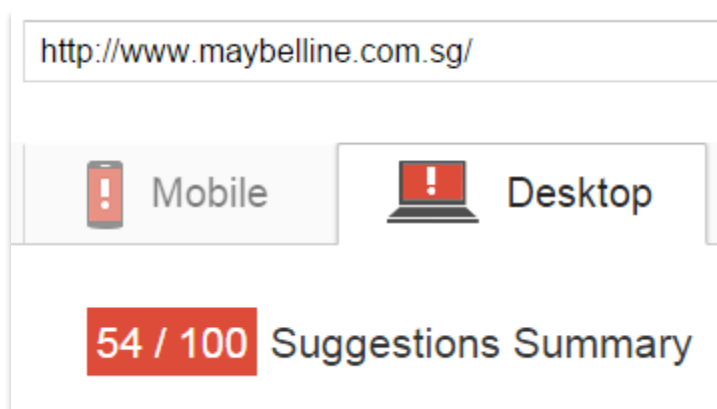 http://www.maybelline.com.sg/
Mobile Desktop
54 / 100 Suggestions Summary